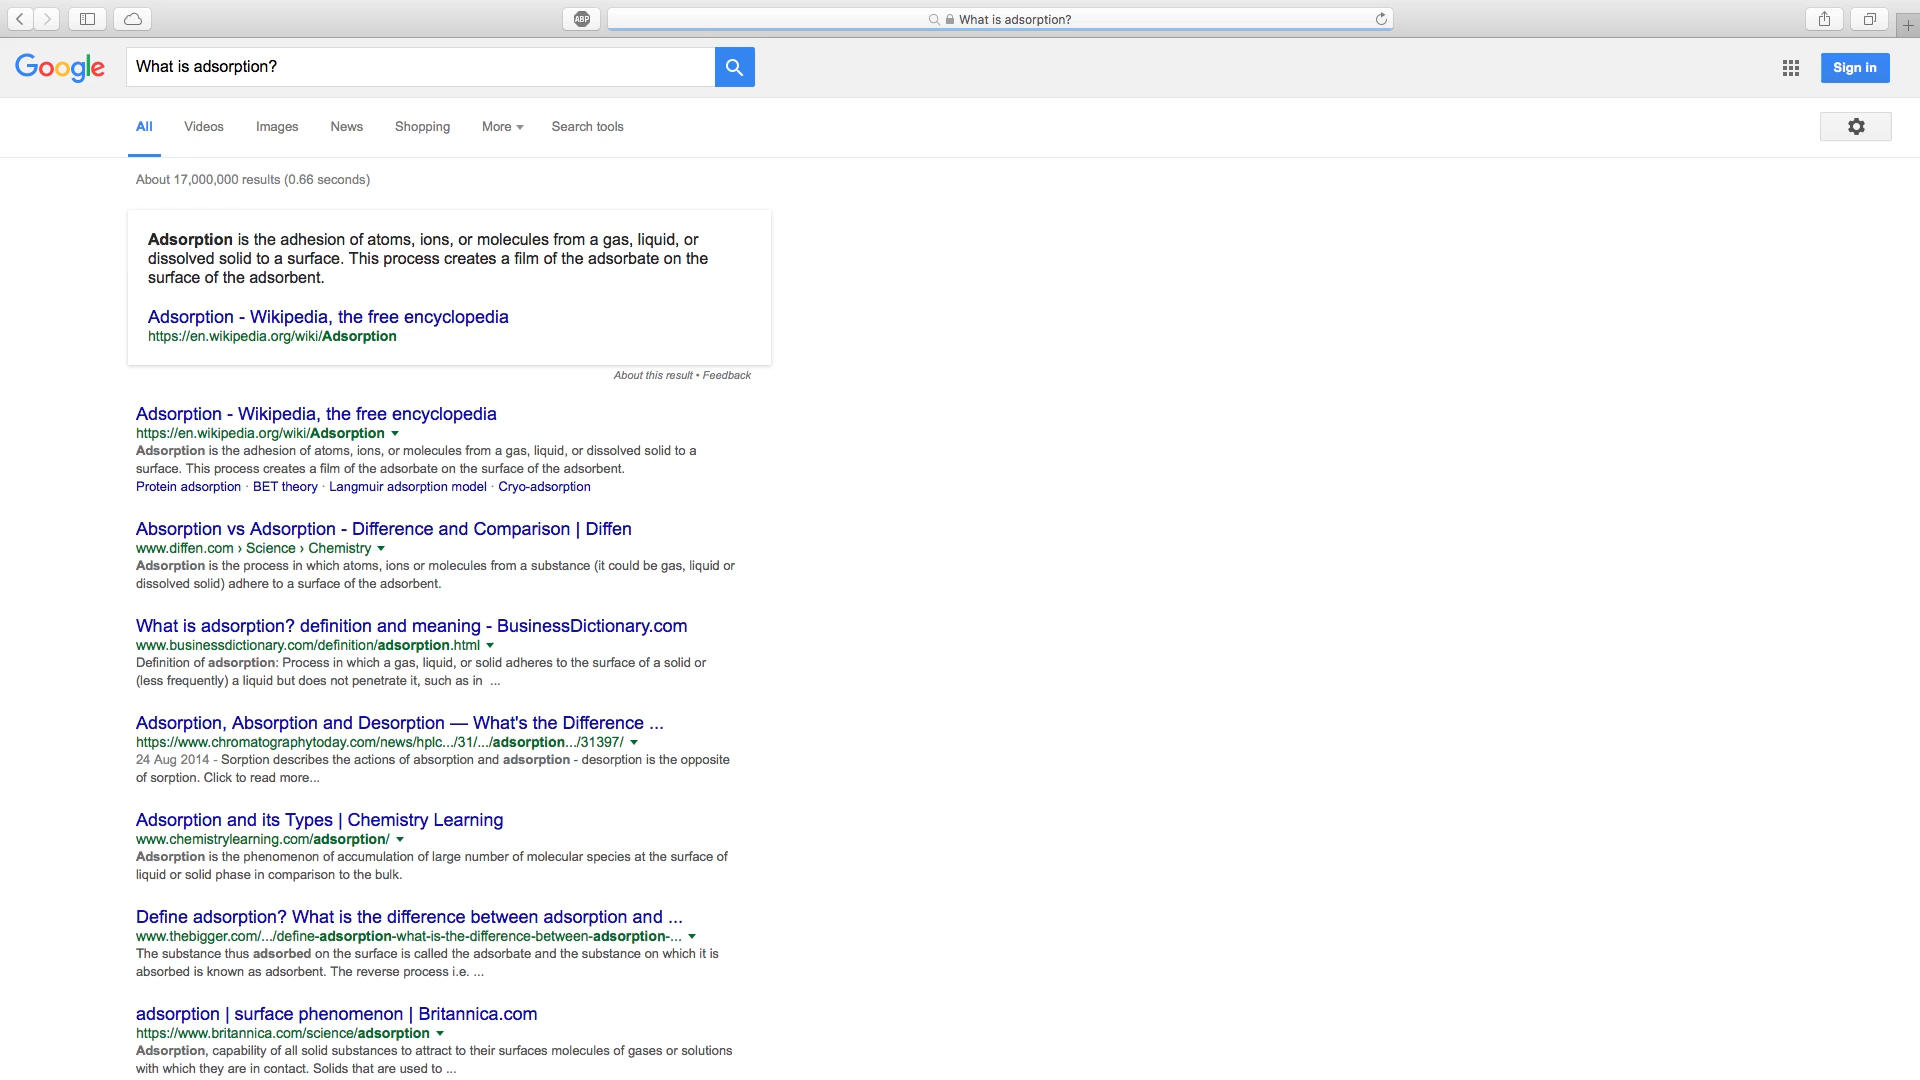 ABP
What is adsorption?
Google
What is adsorption?
Sign in
All Videos Images News Shopping More Search tools
About 17,000,000 results (0.66 seconds)
Adsorption is the adhesion of atoms, ions, or molecules from a gas, liquid, or
dissolved solid to a surface. This process creates a film of the adsorbate on the
surface of the adsorbent.
Adsorption - Wikipedia, the free encyclopedia
https://en.wikipedia.org/wiki/Adsorption
About this result • Feedback
Adsorption - Wikipedia, the free encyclopedia
https://en.wikipedia.org/wiki/Adsorption
Adsorption is the adhesion of atoms, ions, or molecules from a gas, liquid, or dissolved solid to a
surface. This process creates a film of the adsorbate on the surface of the adsorbent.
Protein adsorption · BET theory · Langmuir adsorption model · Cryo-adsorption
Absorption vs Adsorption - Difference and Comparison | Diffen
www.diffen.com › Science › Chemistry
Adsorption is the process in which atoms, ions or molecules from a substance (it could be gas, liquid or
dissolved solid) adhere to a surface of the adsorbent.
What is adsorption? definition and meaning - BusinessDictionary.com
www.businessdictionary.com/definition/adsorption.html
Definition of adsorption: Process in which a gas, liquid, or solid adheres to the surface of a solid or
(less frequently) a liquid but does not penetrate it, such as in ...
Adsorption, Absorption and Desorption — What's the Difference ...
https://www.chromatographytoday.com/news/hplc.../31/.../adsorption.../31397/
24 Aug 2014 - Sorption describes the actions of absorption and adsorption - desorption is the opposite
of sorption. Click to read more...
Adsorption and its Types | Chemistry Learning
www.chemistrylearning.com/adsorption/
Adsorption is the phenomenon of accumulation of large number of molecular species at the surface of
liquid or solid phase in comparison to the bulk.
Define adsorption? What is the difference between adsorption and ...
www.thebigger.com/.../define-adsorption-what-is-the-difference-between-adsorption-...
The substance thus adsorbed on the surface is called the adsorbate and the substance on which it is
absorbed is known as adsorbent. The reverse process i.e. ...
adsorption | surface phenomenon | Britannica.com
https://www.britannica.com/science/adsorption
Adsorption, capability of all solid substances to attract to their surfaces molecules of gases or solutions
with which they are in contact. Solids that are used to ...